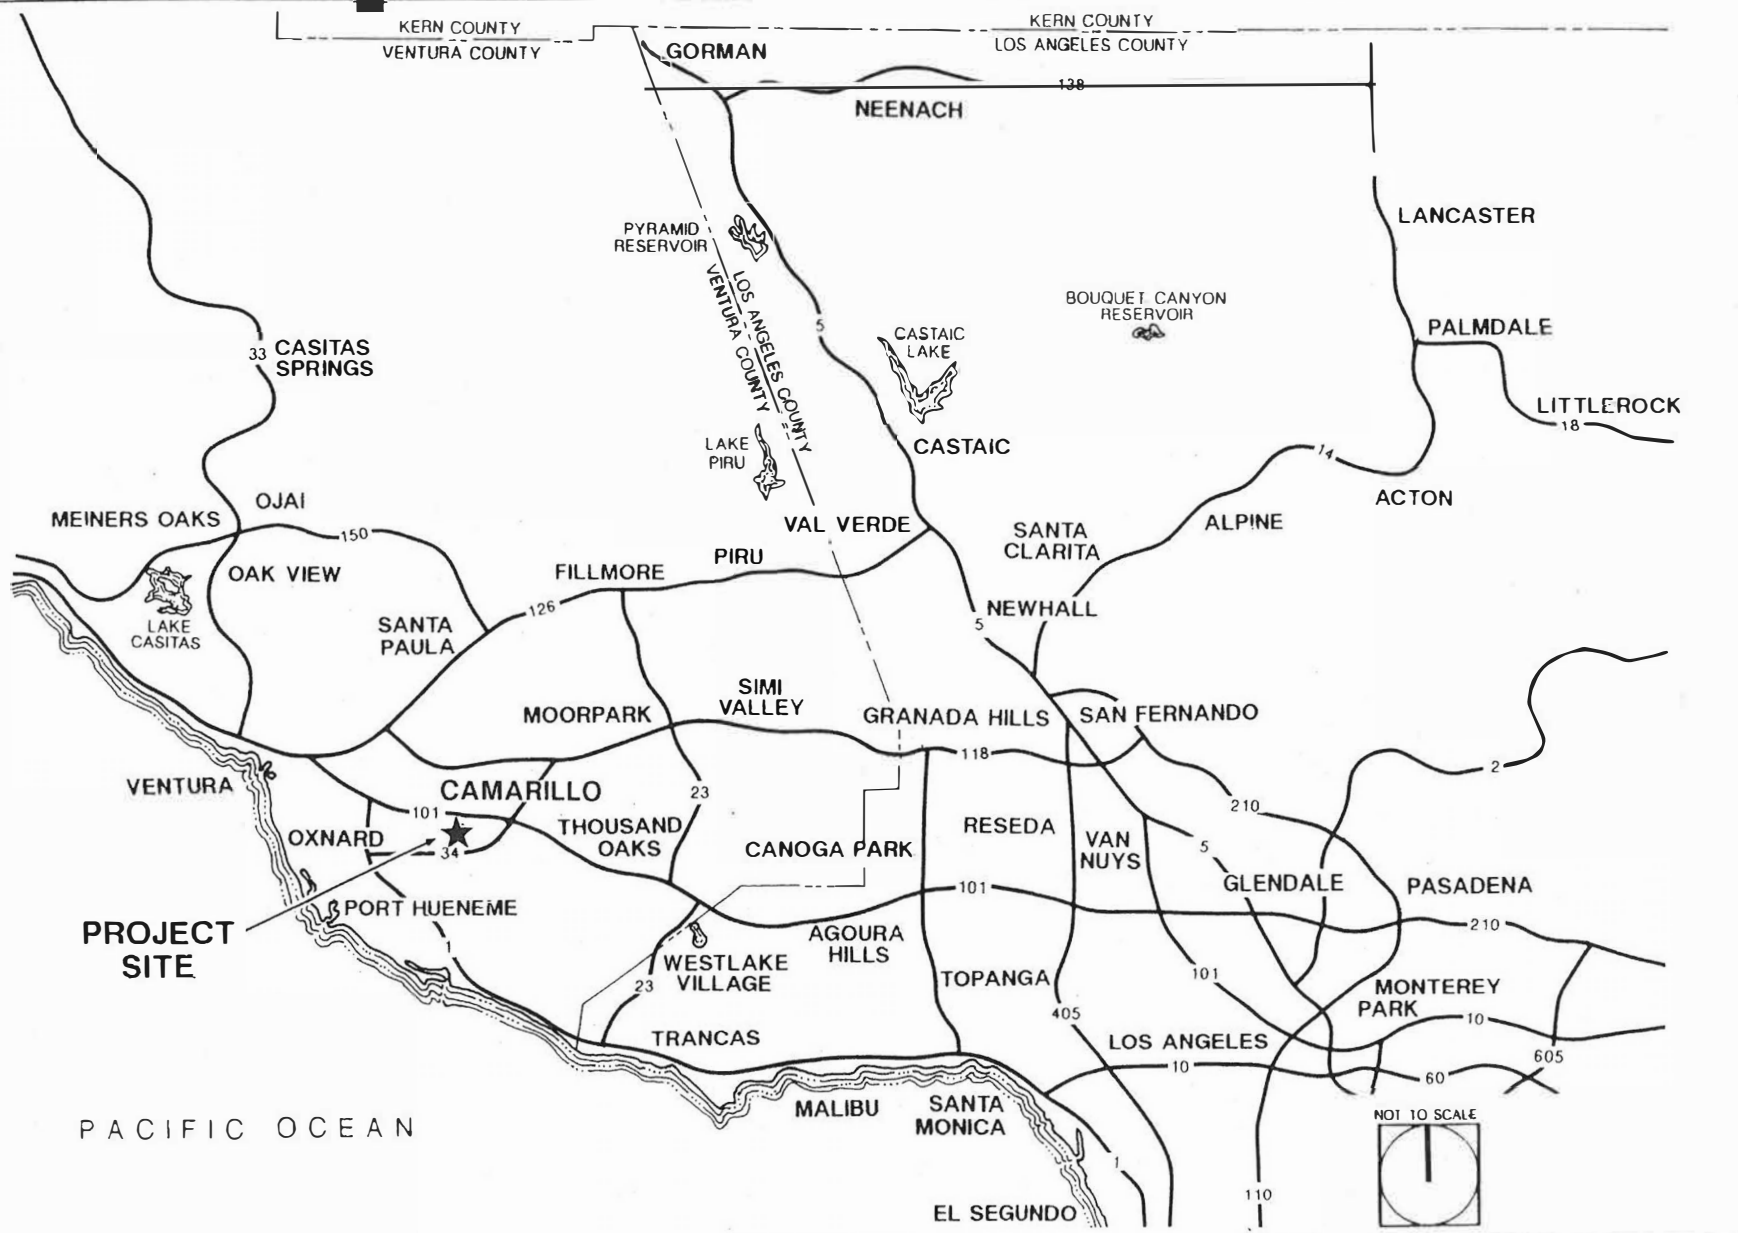 KERN COUNTY
VENTURA COUNTY
KERN COUNTY
LOS ANGELES COUNTY
GORMAN
138
NEENACH
LANCASTER
PYRAMID
RESERVOIR
LOS ANGELES COUNTY
VENTURA COUNTY
BOUQUET CANYON
RESERVOIR
5
CASTAIC
LAKE
PALMDALE
33
CASITAS
SPRINGS
LITTLEROCK
18
LAKE
PIRU
CASTAIC
14
ACTON
OJAI
MEINERS OAKS
150
VAL VERDE
SANTA
CLARITA
ALPINE
PIRU
OAK VIEW
FILLMORE
126
LAKE
CASITAS
SANTA
PAULA
NEWHALL
5
SIMI
VALLEY
MOORPARK
GRANADA HILLS
SAN FERNANDO
118
2
VENTURA
CAMARILLO
23
210
101
OXNARD
34
THOUSAND
OAKS
CANOGA PARK
RESEDA
VAN
NUYS
5
GLENDALE
PASADENA
101
PORT HUENEME
210
PROJECT
SITE
1
AGOURA
HILLS
WESTLAKE
VILLAGE
23
TOPANGA
101
MONTEREY
PARK
405
10
TRANCAS
LOS ANGELES
10
605
60
MALIBU
SANTA
MONICA
NOT TO SCALE
PACIFIC OCEAN
1
110
EL SEGUNDO